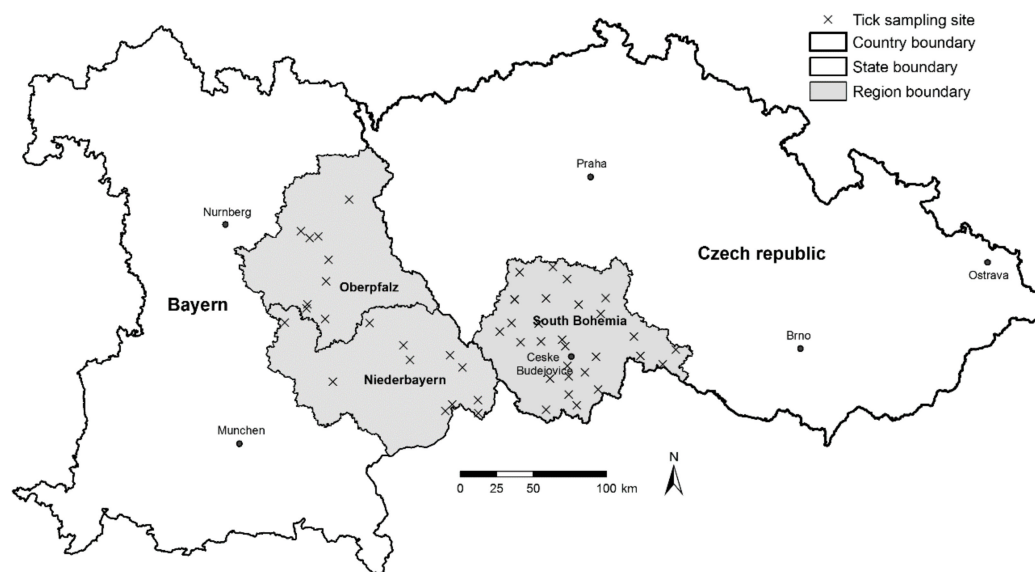 Tick sampling site
Country boundary
State boundary
Region boundary
Praha
Nurnberg
Czech republic
Ostrava
Oberpfalz
Bayern
South Bohemia
Brno
Ceske
Budejovice
Niederbayern
Munchen
N
0 25 50 100 km